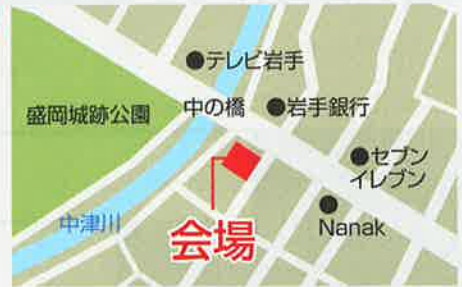 テレビ岩手
盛岡城跡公園
中の橋
岩手銀行
セブン
イレブン
中津川
会場
Nanak